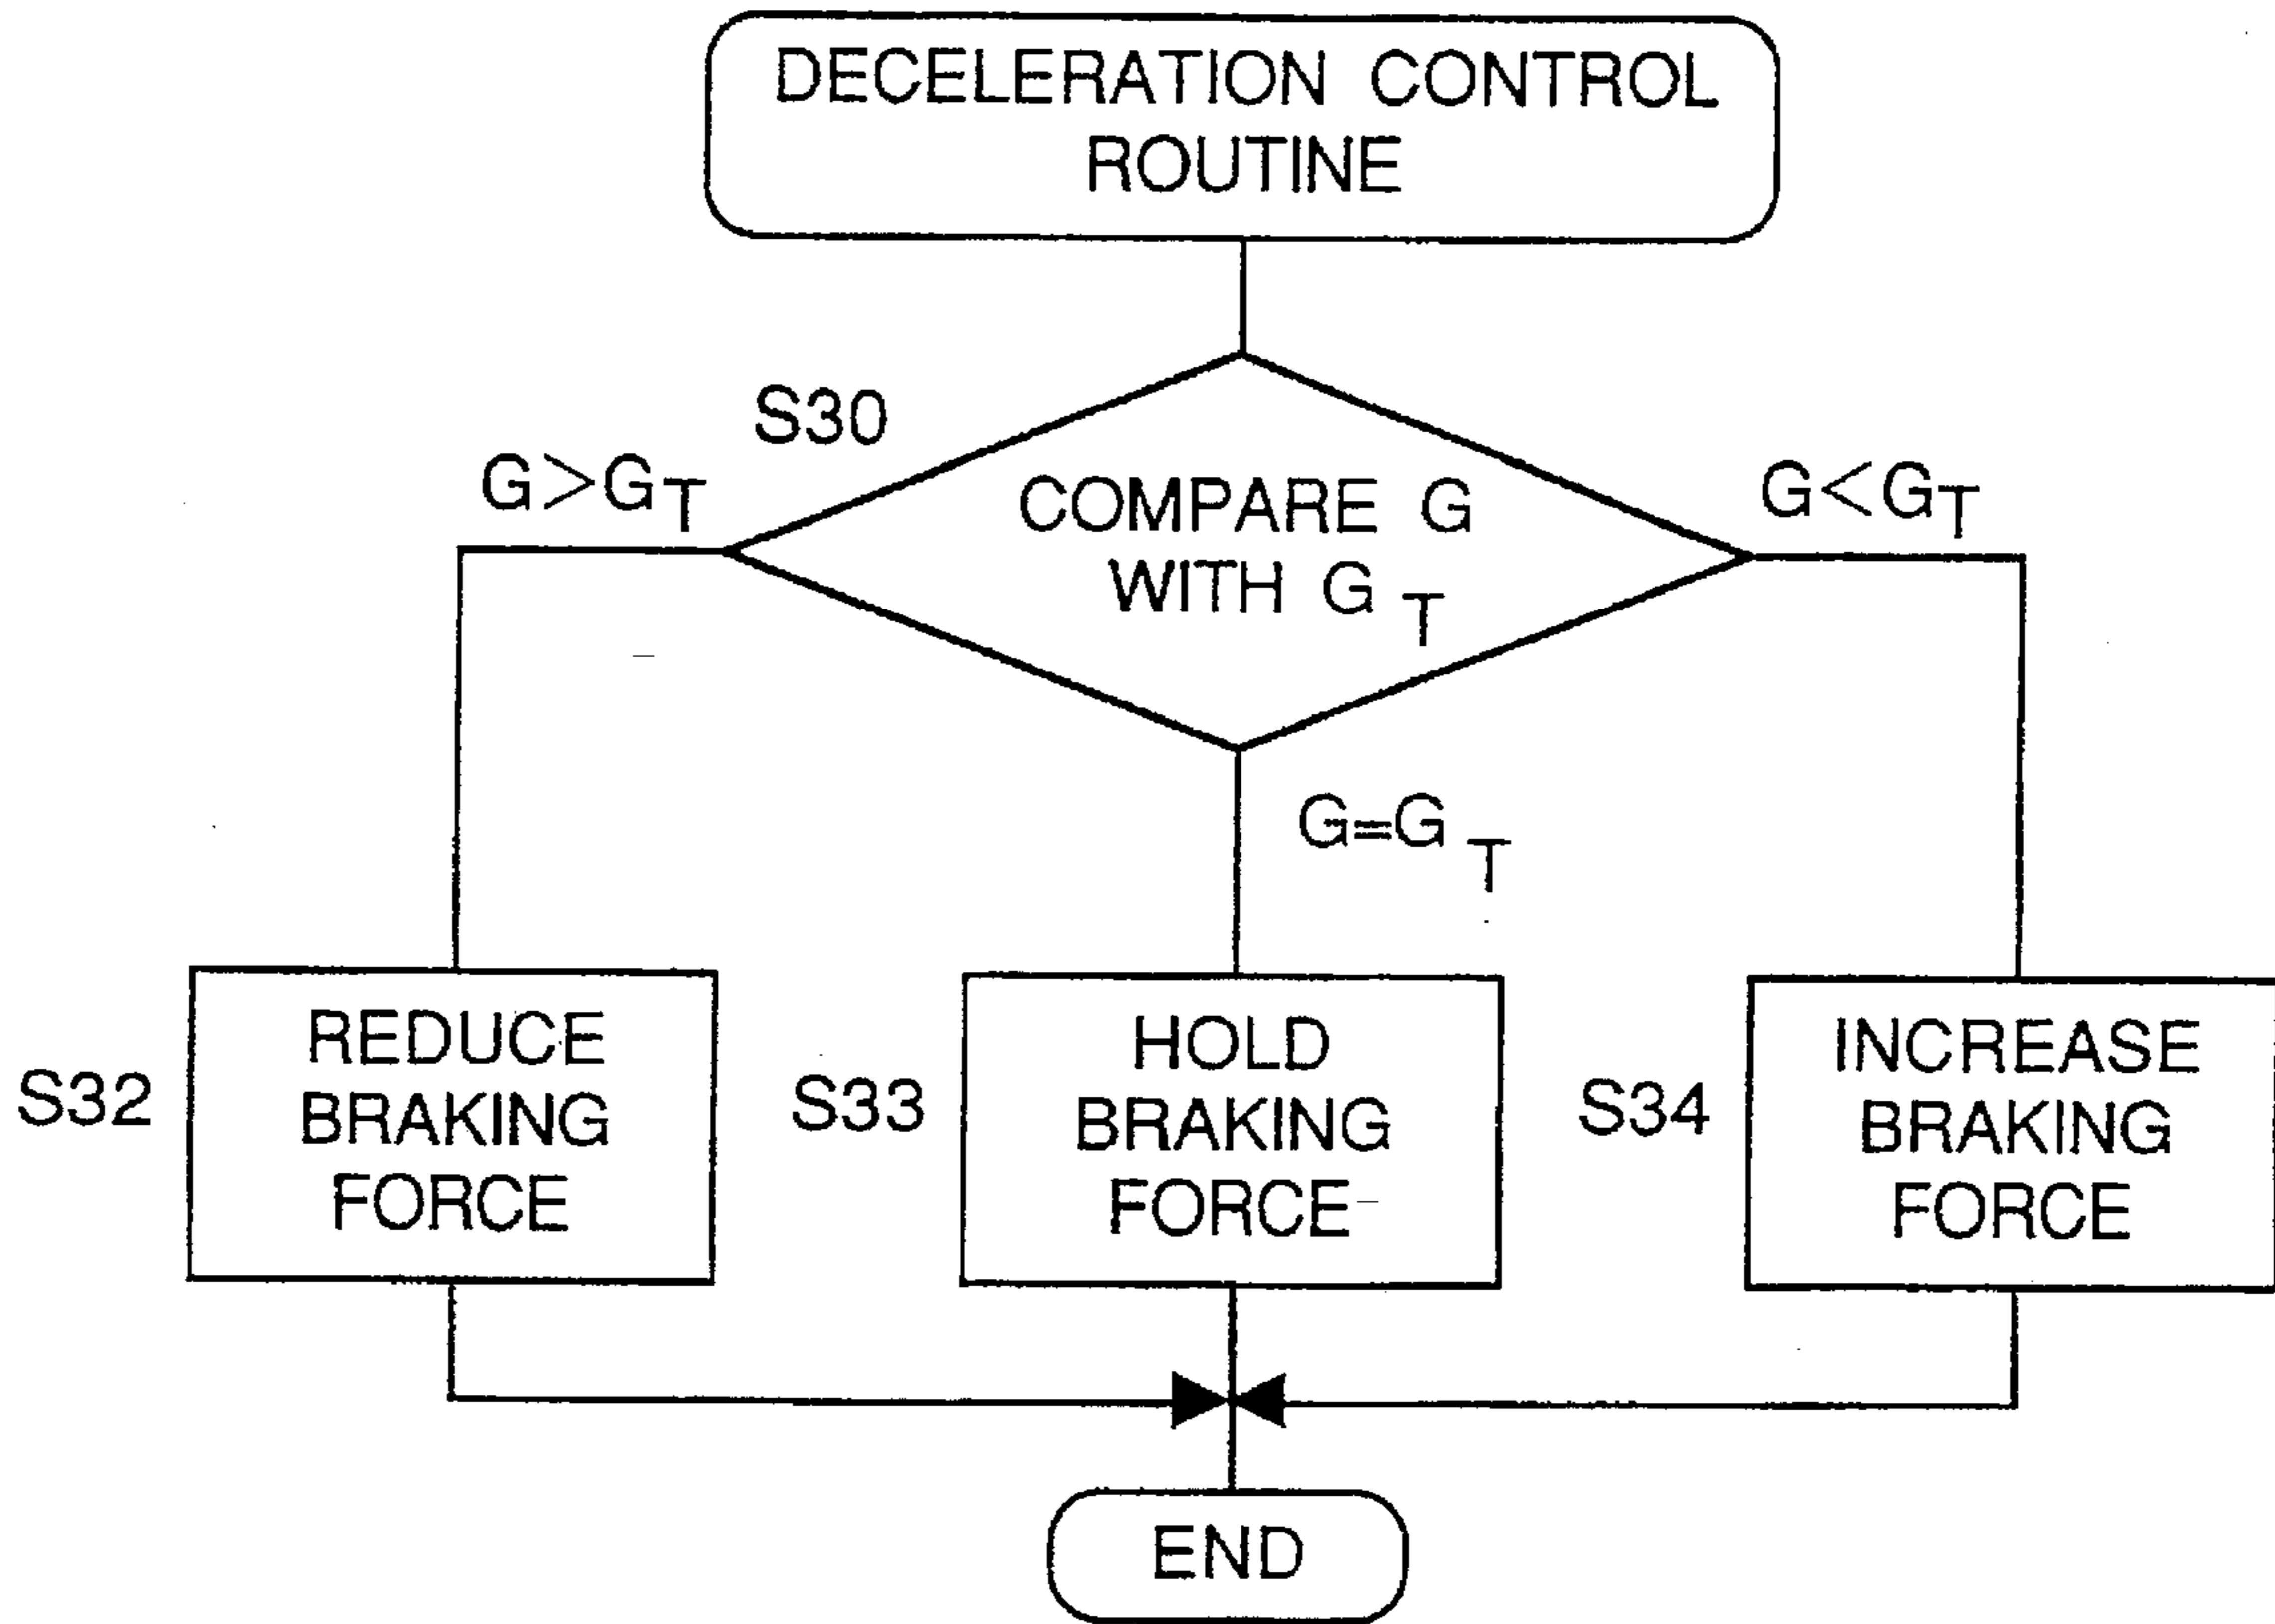 DECELERATION CONTROL
ROUTINE
S30
G>GT
COMPARE G
WITH GT
G<GT
G=GT
S32
REDUCE
BRAKING
FORCE
S33
HOLD
BRAKING
FORCE
S34
INCREASE
BRAKING
FORCE
END